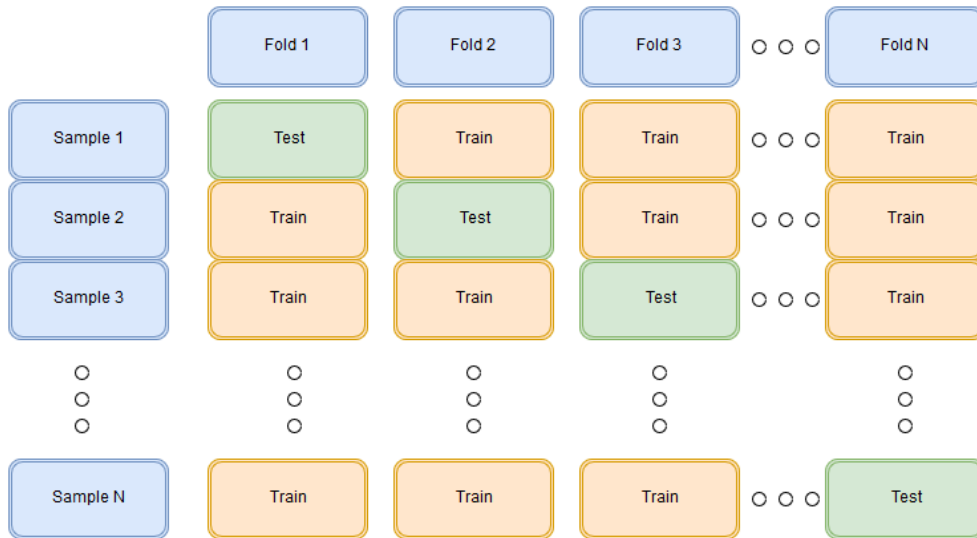 Fold 1 Fold 2 Fold 3 Fold N
Sample 1 Test Train Train Train
Sample 2 Train Test Train Train
Sample 3 Train Train Test Train
Sample N Train Train Train Test